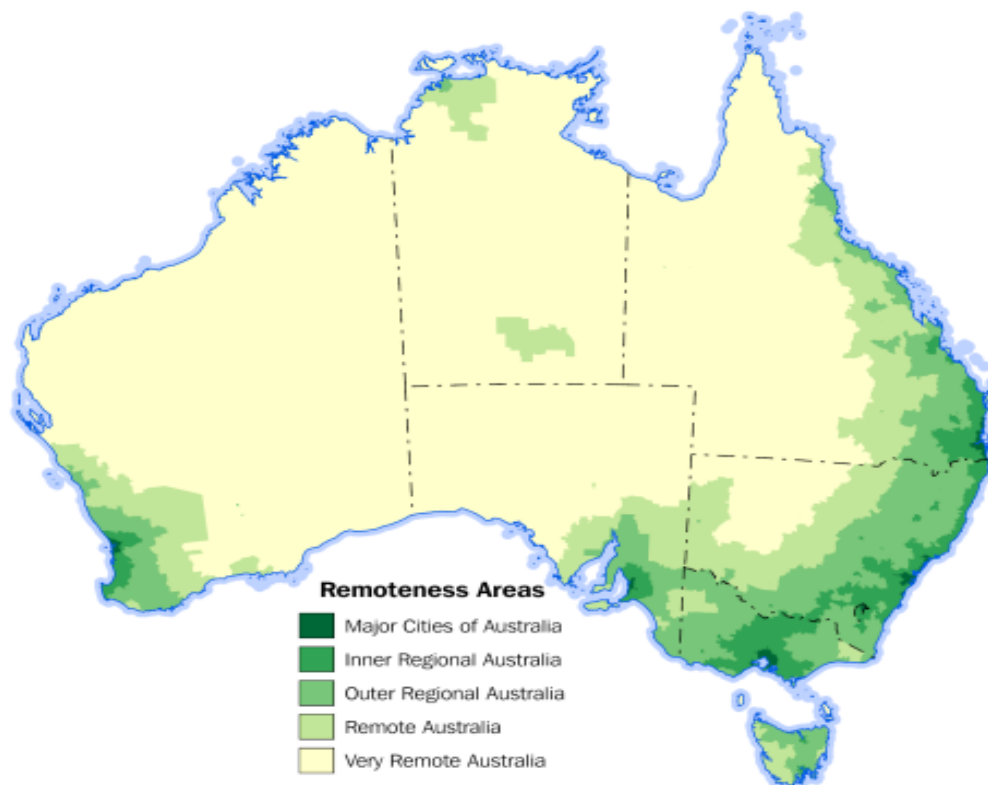 Remoteness Areas
Major Cities of Australia
Inner Regional Australia
Outer Regional Australia
Remote Australia
Very Remote Australia